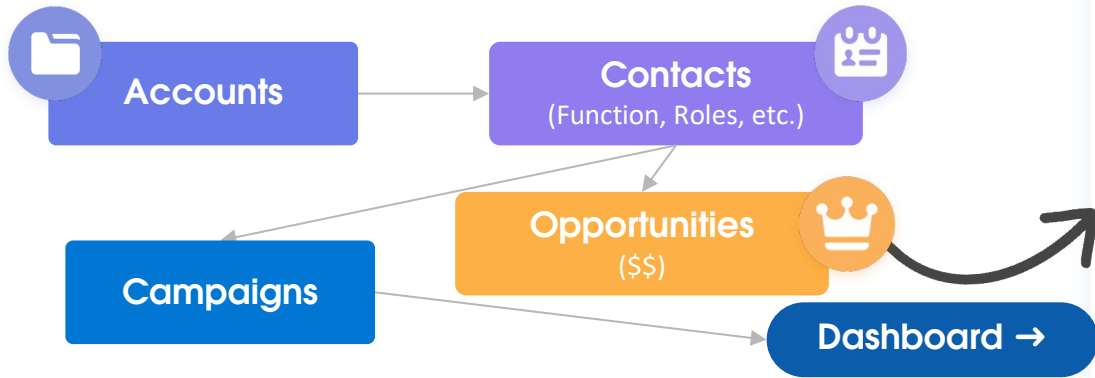 Accounts
Contacts
(Function, Roles, etc.)
Opportunities
($$)
Campaigns
Dashboard →